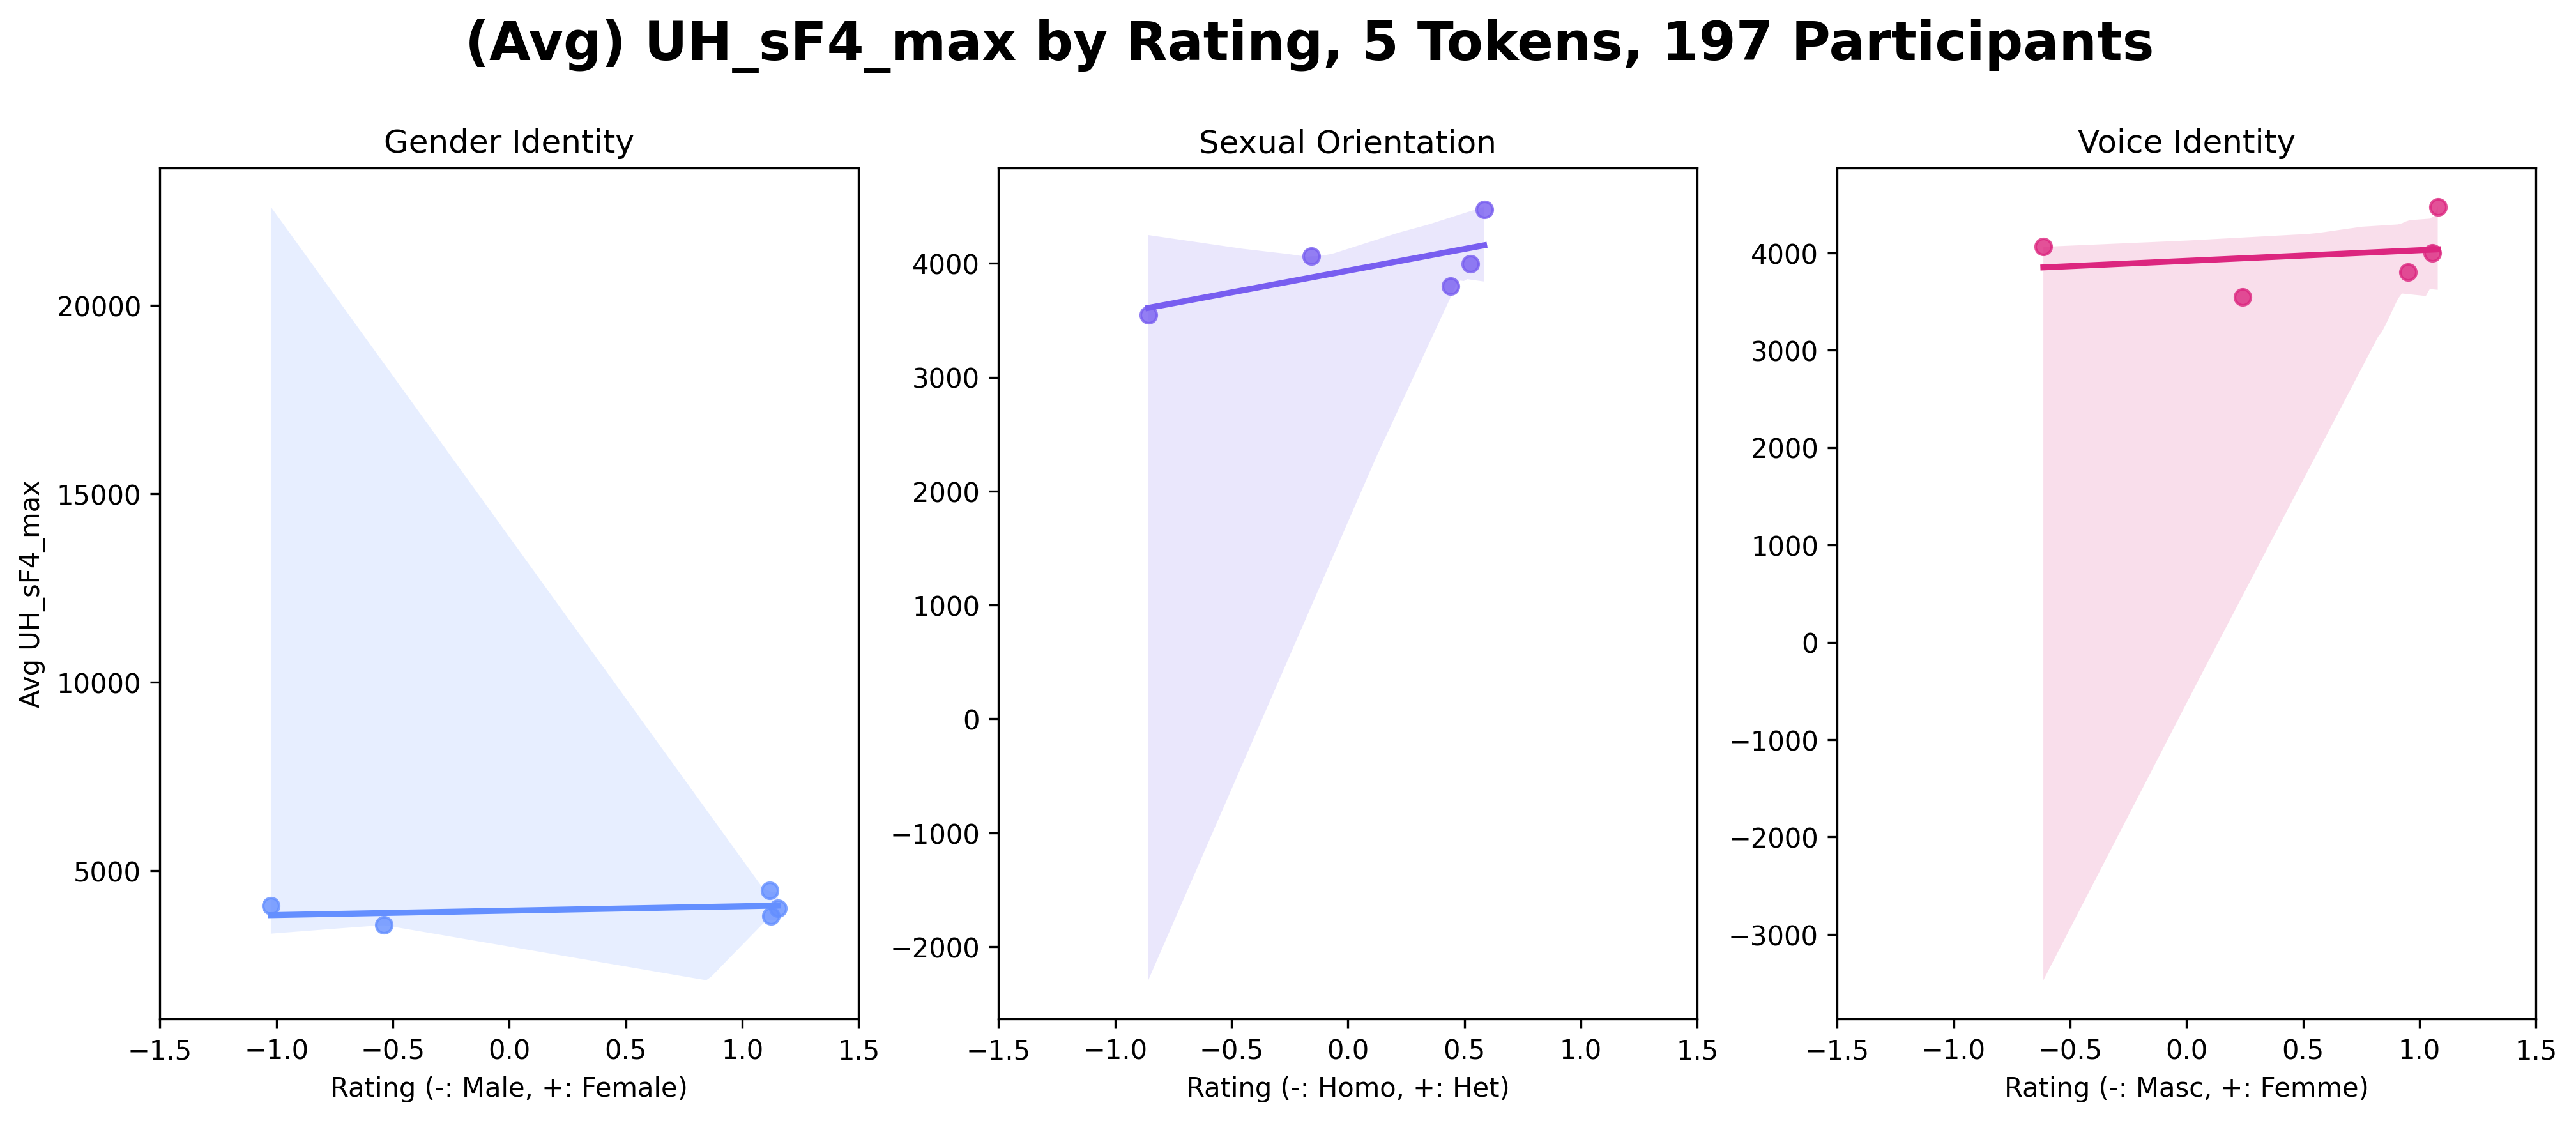 (Avg) UH_sF4_max by Rating, 5 Tokens, 197 Participants
Gender Identity
Avg UH_sF4_max
20000
15000
10000
5000
−1.5 −1.0 −0.5 0.0 0.5 1.0 1.5
Rating (-: Male, +: Female)
Sexual Orientation
4000
3000
2000
1000
0
−1000
−2000
−1.5 −1.0 −0.5 0.0 0.5 1.0 1.5
Rating (-: Homo, +: Het)
Voice Identity
4000
3000
2000
1000
0
−1000
−2000
−3000
−1.5 −1.0 −0.5 0.0 0.5 1.0 1.5
Rating (-: Masc, +: Femme)